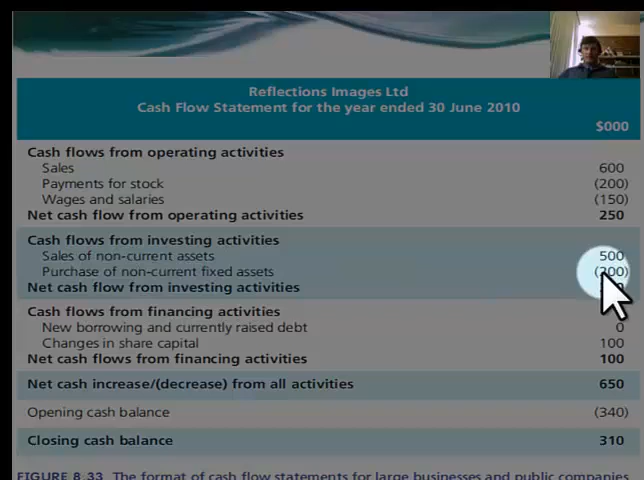 Reflections Images Ltd
Cash Flow Statement for the year ended 30 June 2010
$000
Cash flows from operating activities
Sales 600
Payments for stock (200)
Wages and salaries (150)
Net cash flow from operating activities 250
Cash flows from investing activities
Sales of non-current assets 500
Purchase of non-current fixed assets (200)
Net cash flow from investing activities
Cash flows from financing activities
New borrowing and currently raised debt 0
Changes in share capital 100
Net cash flows from financing activities 100
Net cash increase/(decrease) from all activities 650
Opening cash balance (340)
Closing cash balance 310
FIGURE 8.33 The format of cash flow statements for large businesses and public companies